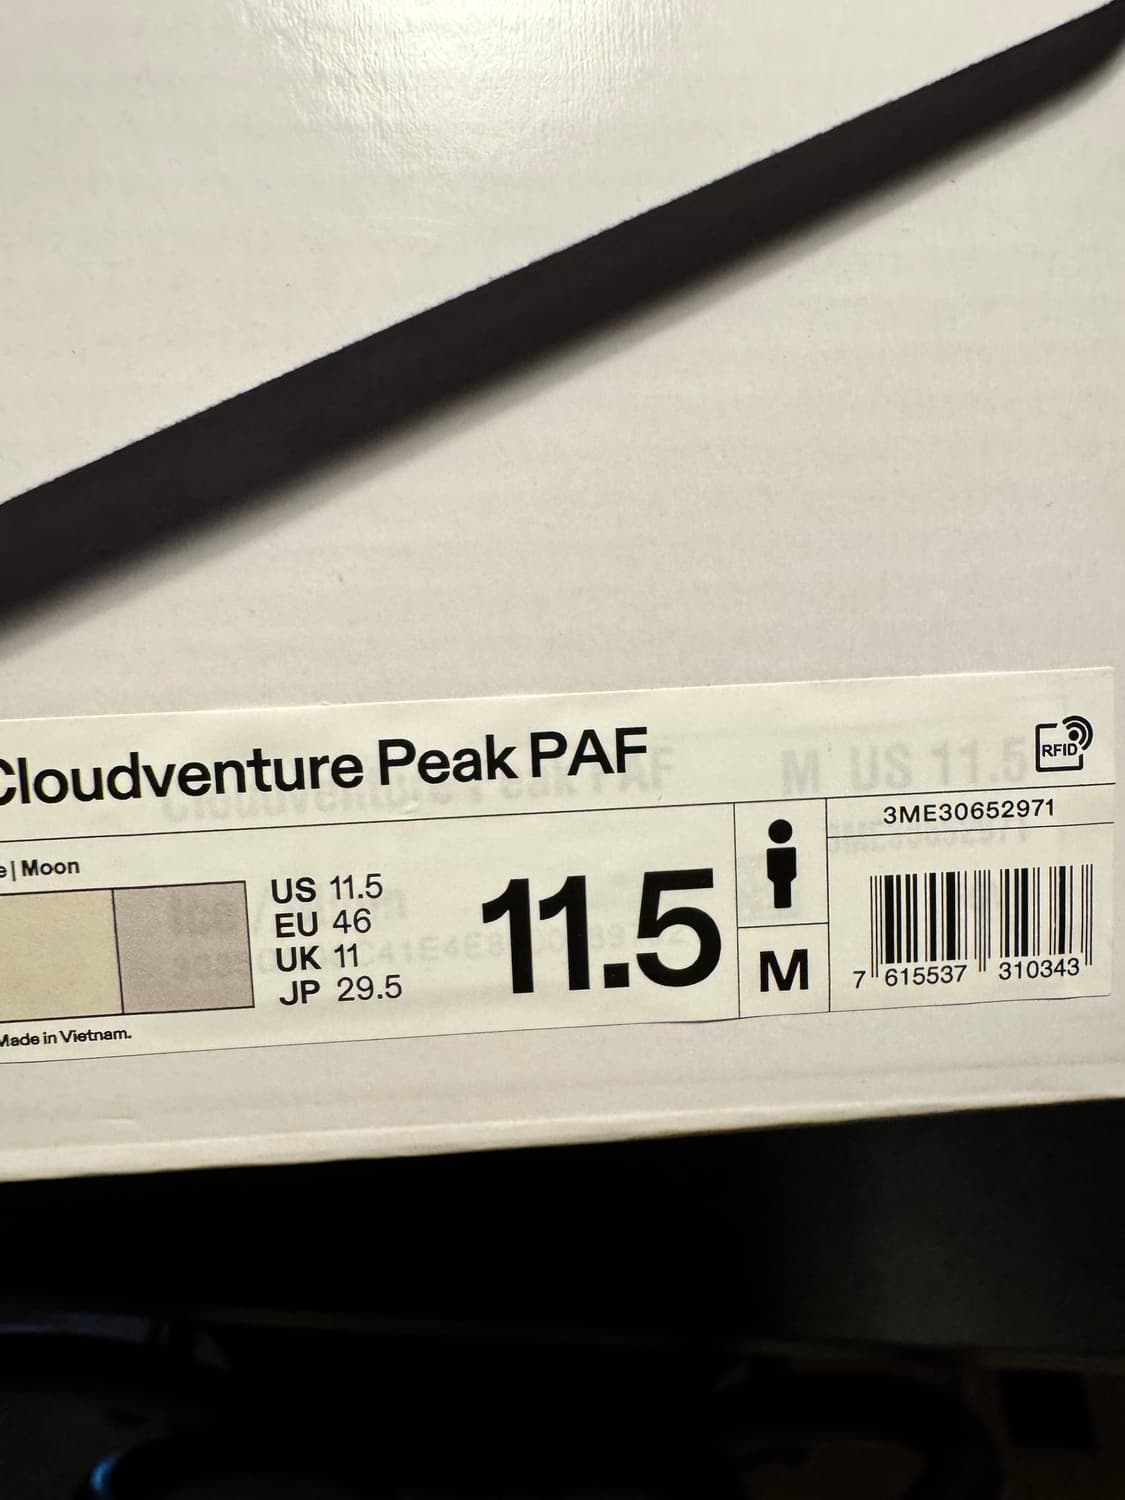 Cloudventure Peak PAF
RFID
3ME30652971
e | Moon
US 11.5
EU 46
UK 11
JP 29.5
11.5
M
7 615537 310343
Made in Vietnam.
M US 11.5